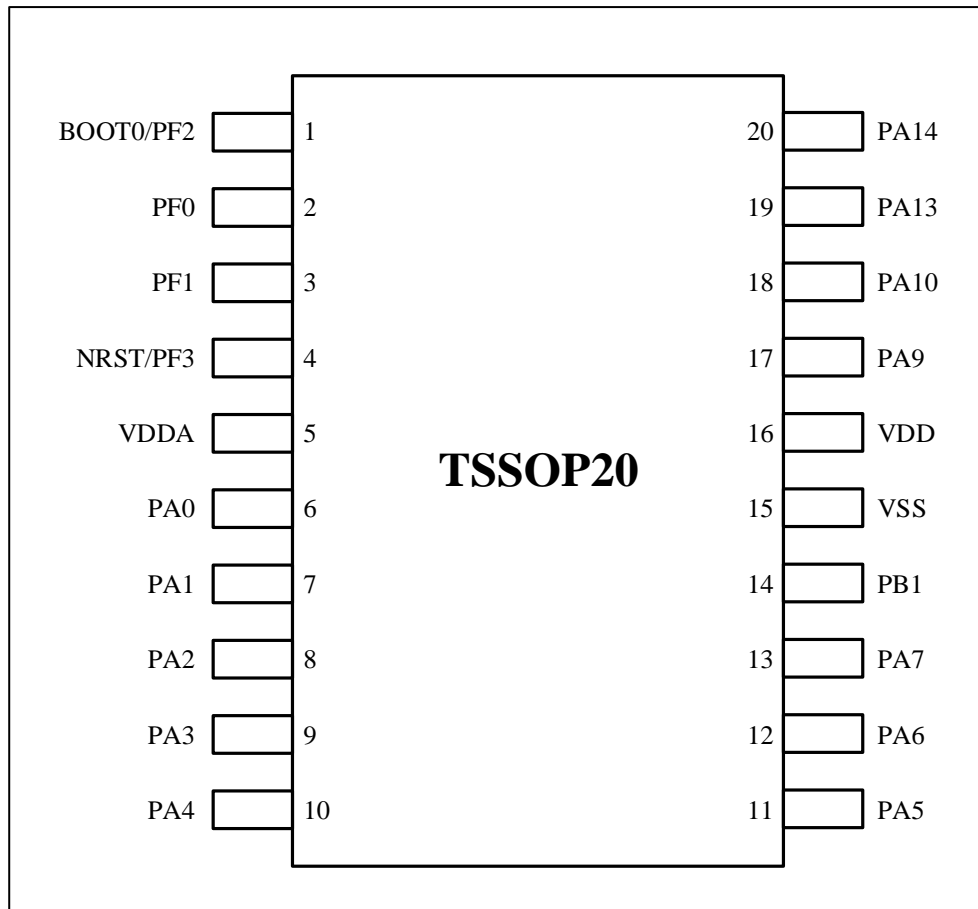 BOOT0/PF2 1 20 PA14
PF0 2 19 PA13
PF1 3 18 PA10
NRST/PF3 4 17 PA9
VDDA 5 16 VDD
TSSOP20
PA0 6 15 VSS
PA1 7 14 PB1
PA2 8 13 PA7
PA3 9 12 PA6
PA4 10 11 PA5